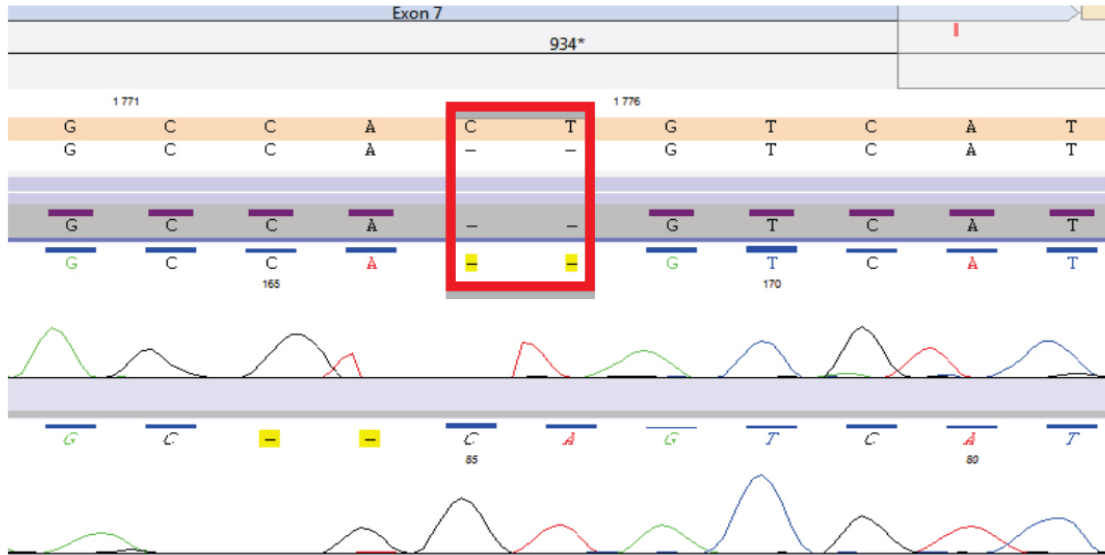 Exon 7
934*
1 771 1 776
G C C A C T G T C A T
G C C A – – G T C A T
G C C A – – G T C A T
G C C A – – G T C A T
165 170
G C – – C A G T C A T
85 80